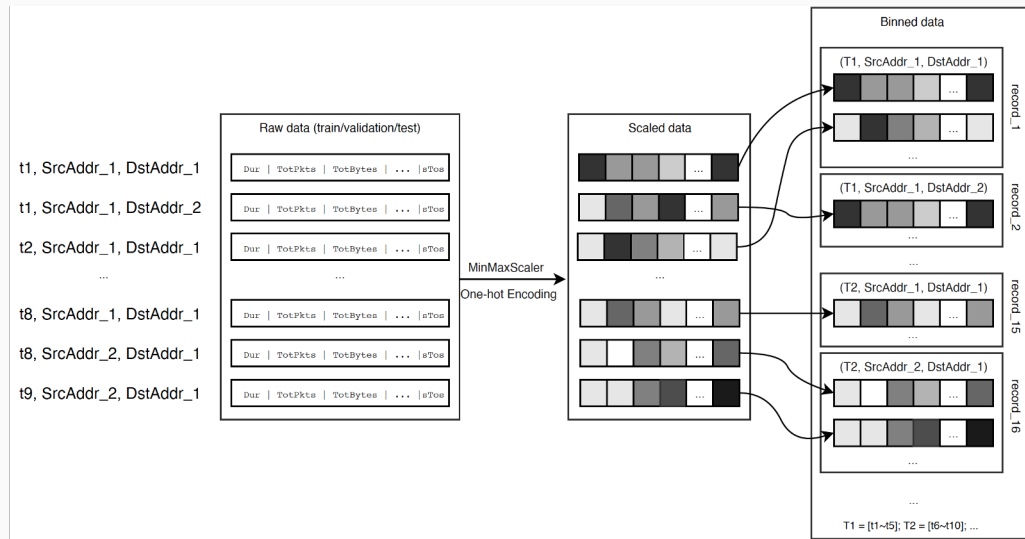 t1, SrcAddr_1, DstAddr_1
t1, SrcAddr_1, DstAddr_2
t2, SrcAddr_1, DstAddr_1
...
t8, SrcAddr_1, DstAddr_1
t8, SrcAddr_2, DstAddr_1
t9, SrcAddr_2, DstAddr_1
Raw data (train/validation/test)
Dur | TotPkts | TotBytes | ... |sTos
Dur | TotPkts | TotBytes | ... |sTos
Dur | TotPkts | TotBytes | ... |sTos
...
Dur | TotPkts | TotBytes | ... |sTos
Dur | TotPkts | TotBytes | ... |sTos
Dur | TotPkts | TotBytes | ... |sTos
MinMaxScaler
One-hot Encoding
Scaled data
...
...
...
...
...
...
...
Binned data
(T1, SrcAddr_1, DstAddr_1)
...
...
...
record_1
(T1, SrcAddr_1, DstAddr_2)
...
...
record_2
(T2, SrcAddr_1, DstAddr_1)
...
...
record_15
(T2, SrcAddr_2, DstAddr_1)
...
...
...
record_16
...
T1 = [t1~t5]; T2 = [t6~t10]; ...